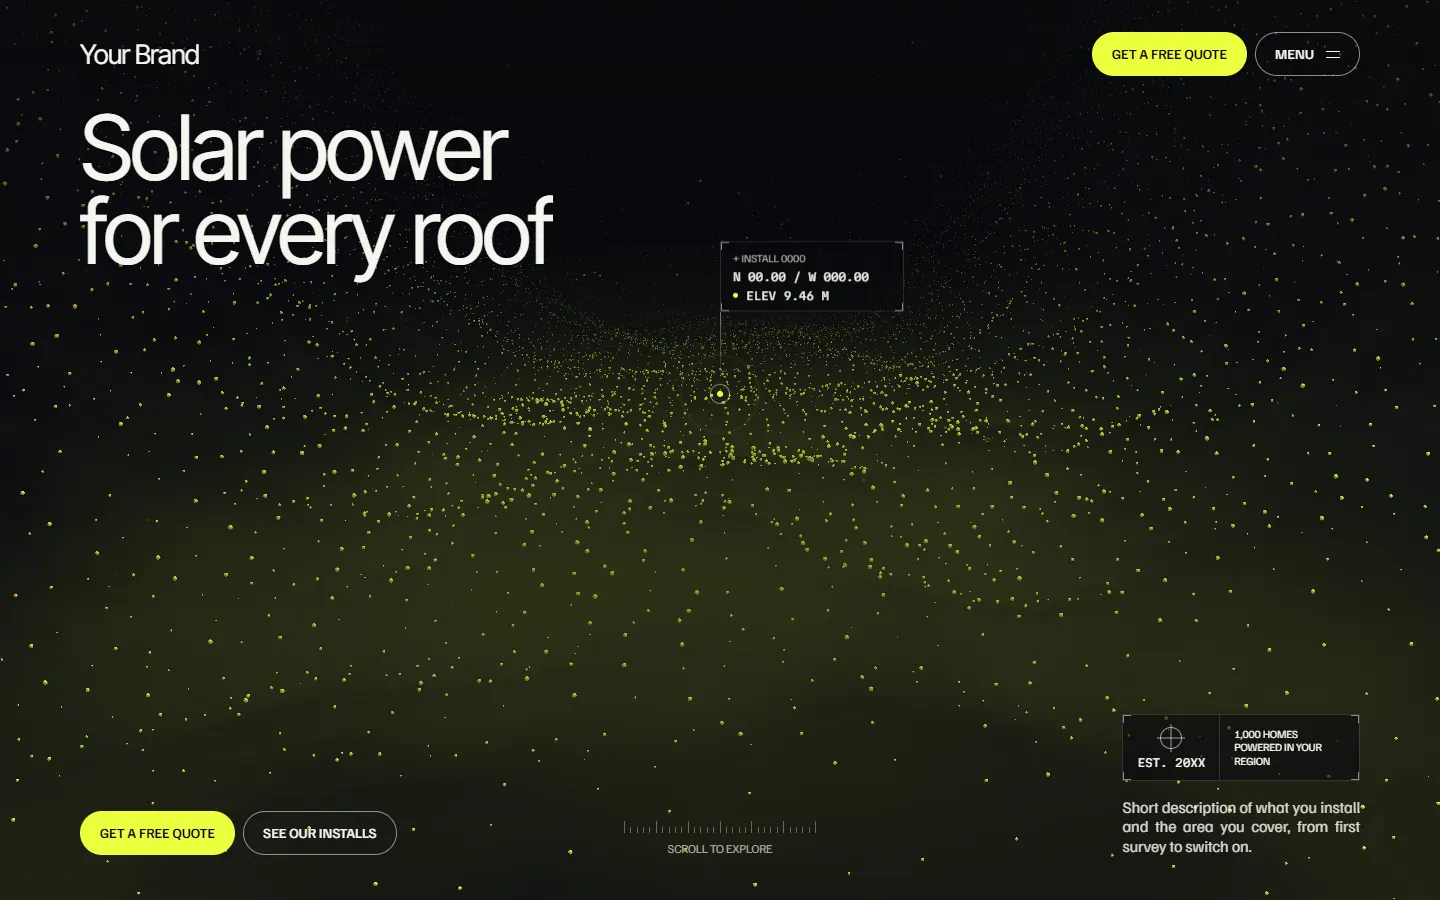 Your Brand
GET A FREE QUOTE
MENU
Solar power
for every roof
+ INSTALL 0000
N 00.00 / W 000.00
ELEV 9.46 M
EST. 20XX
1,000 HOMES
POWERED IN YOUR
REGION
Short description of what you install
and the area you cover, from first
survey to switch on.
GET A FREE QUOTE
SEE OUR INSTALLS
SCROLL TO EXPLORE